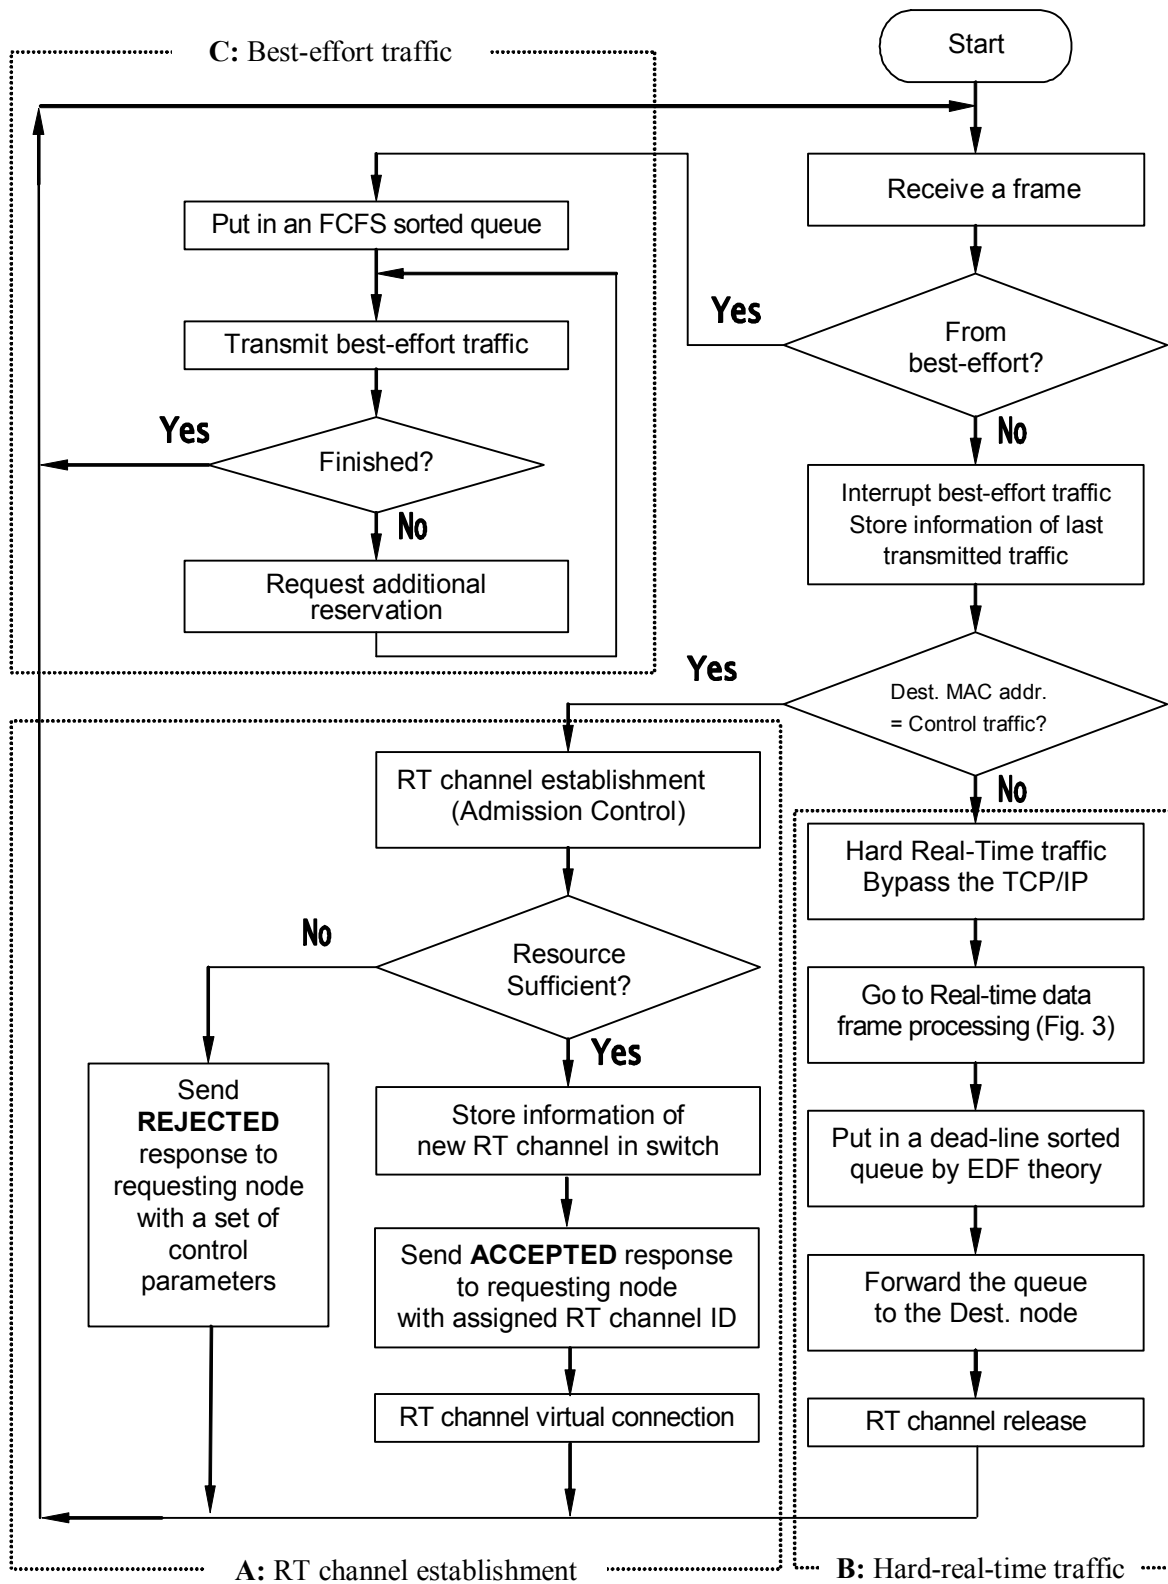 Start
C: Best-effort traffic
Receive a frame
Put in an FCFS sorted queue
Yes
From
best-effort?
Transmit best-effort traffic
No
Yes
Finished?
Interrupt best-effort traffic
Store information of last
transmitted traffic
No
Request additional
reservation
Yes
Dest. MAC addr.
= Control traffic?
RT channel establishment
(Admission Control)
No
Hard Real-Time traffic
Bypass the TCP/IP
No
Resource
Sufficient?
Go to Real-time data
frame processing (Fig. 3)
Yes
Send
REJECTED
response to
requesting node
with a set of
control
parameters
Store information of
new RT channel in switch
Put in a dead-line sorted
queue by EDF theory
Send ACCEPTED response
to requesting node
with assigned RT channel ID
Forward the queue
to the Dest. node
RT channel virtual connection
RT channel release
A: RT channel establishment
B: Hard-real-time traffic